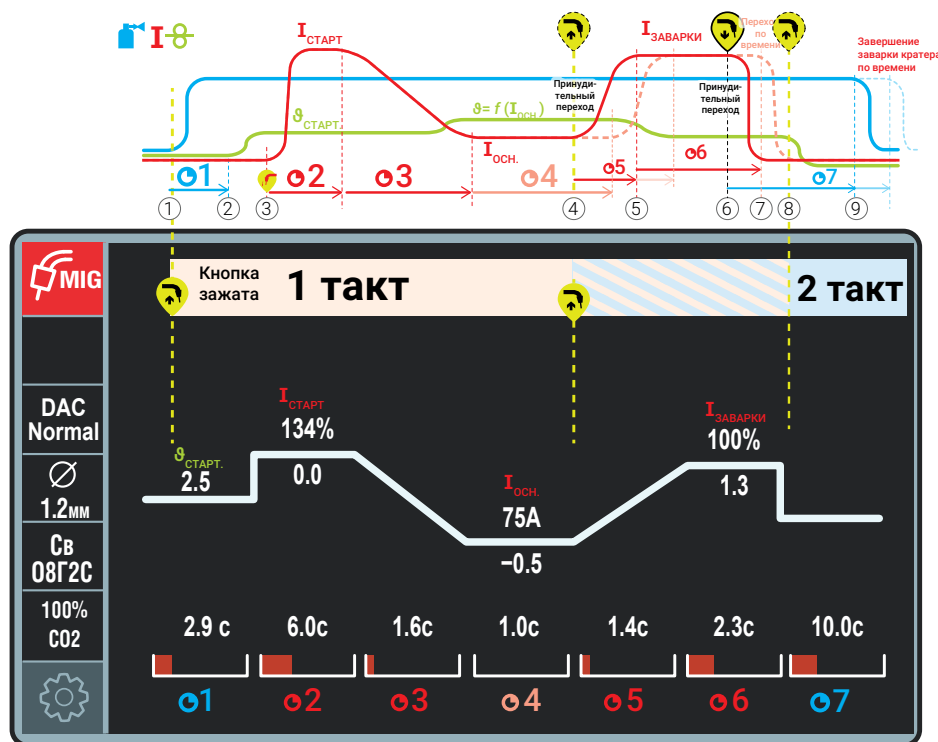 I
I СТАРТ
I ЗАВАРКИ
Переход
по
времени
Завершение
заварки кратера
по времени
Принуди-
тельный
переход
Принуди-
тельный
переход
ϑ СТАРТ.
ϑ= f (I ОСН.)
I ОСН.
1
2
3
4
5
6
7
1
2
3
4
5
6
7
8
9
MIG
Кнопка
зажата
1 такт
2 такт
DAC
Normal
1.2мм
Св
08Г2С
100%
CO2
ϑ СТАРТ.
2.5
I СТАРТ
134%
0.0
I ОСН.
75A
−0.5
I ЗАВАРКИ
100%
1.3
2.9 с
6.0с
1.6с
1.0с
1.4с
2.3с
10.0с
1
2
3
4
5
6
7